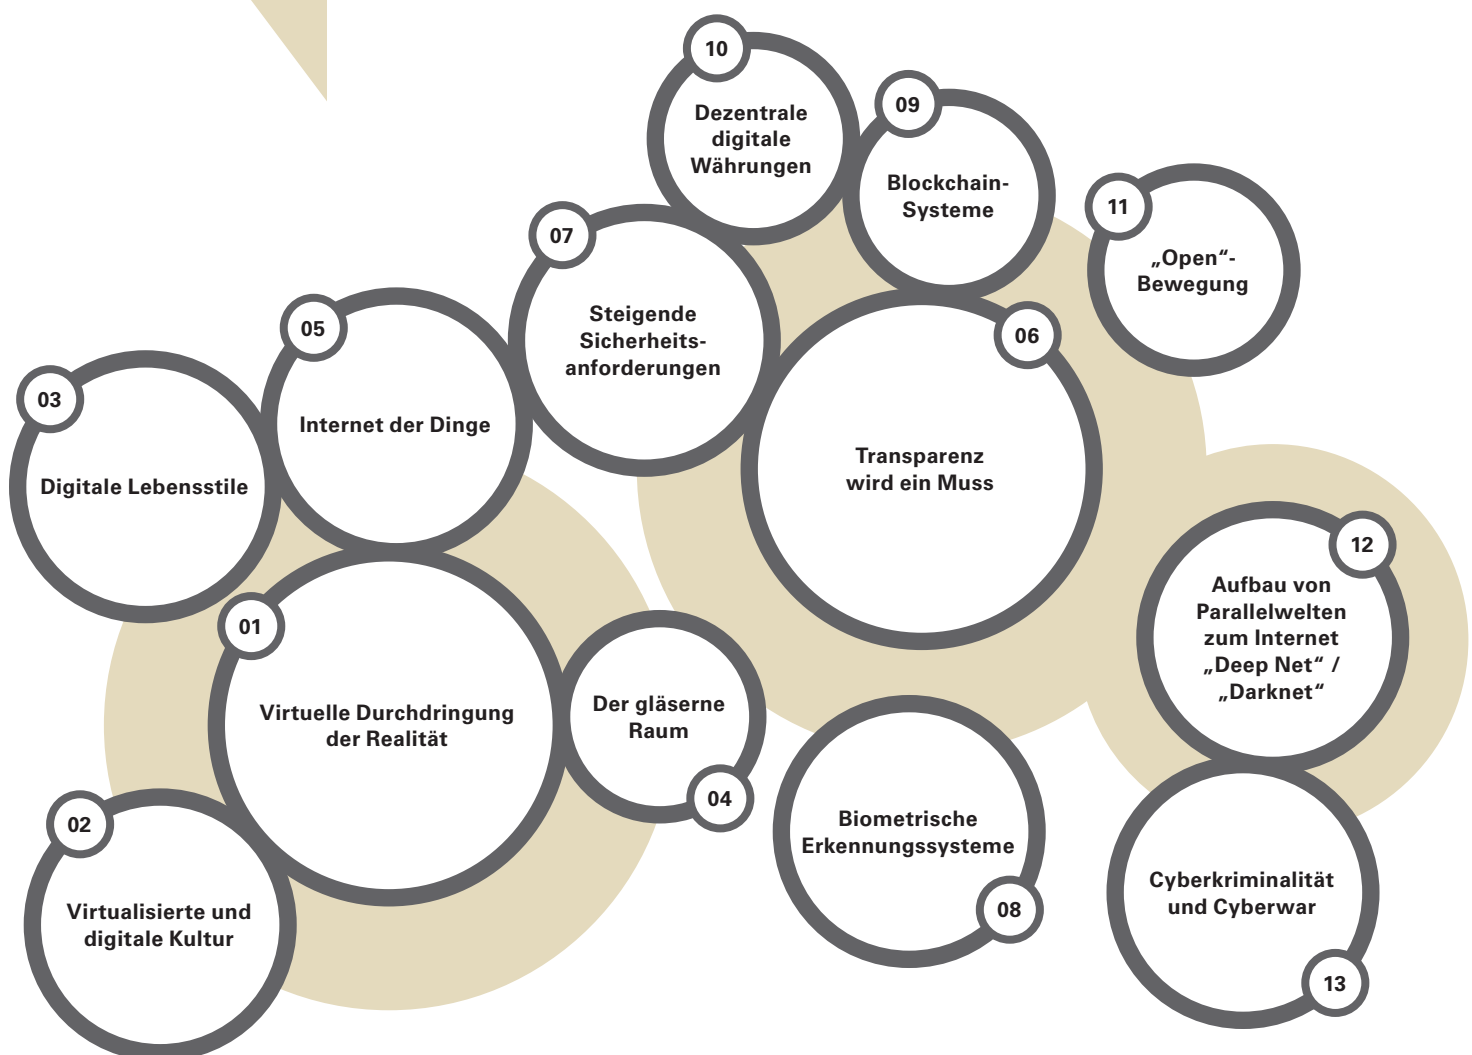 10
Dezentrale
digitale
Währungen
09
Blockchain-
Systeme
11
„Open“-
Bewegung
07
Steigende
Sicherheits-
anforderungen
05
Internet der Dinge
06
Transparenz
wird ein Muss
03
Digitale Lebensstile
12
Aufbau von
Parallelwelten
zum Internet
„Deep Net“ /
„Darknet“
01
Virtuelle Durchdringung
der Realität
Der gläserne
Raum
04
02
Virtualisierte und
digitale Kultur
Biometrische
Erkennungssysteme
08
Cyberkriminalität
und Cyberwar
13